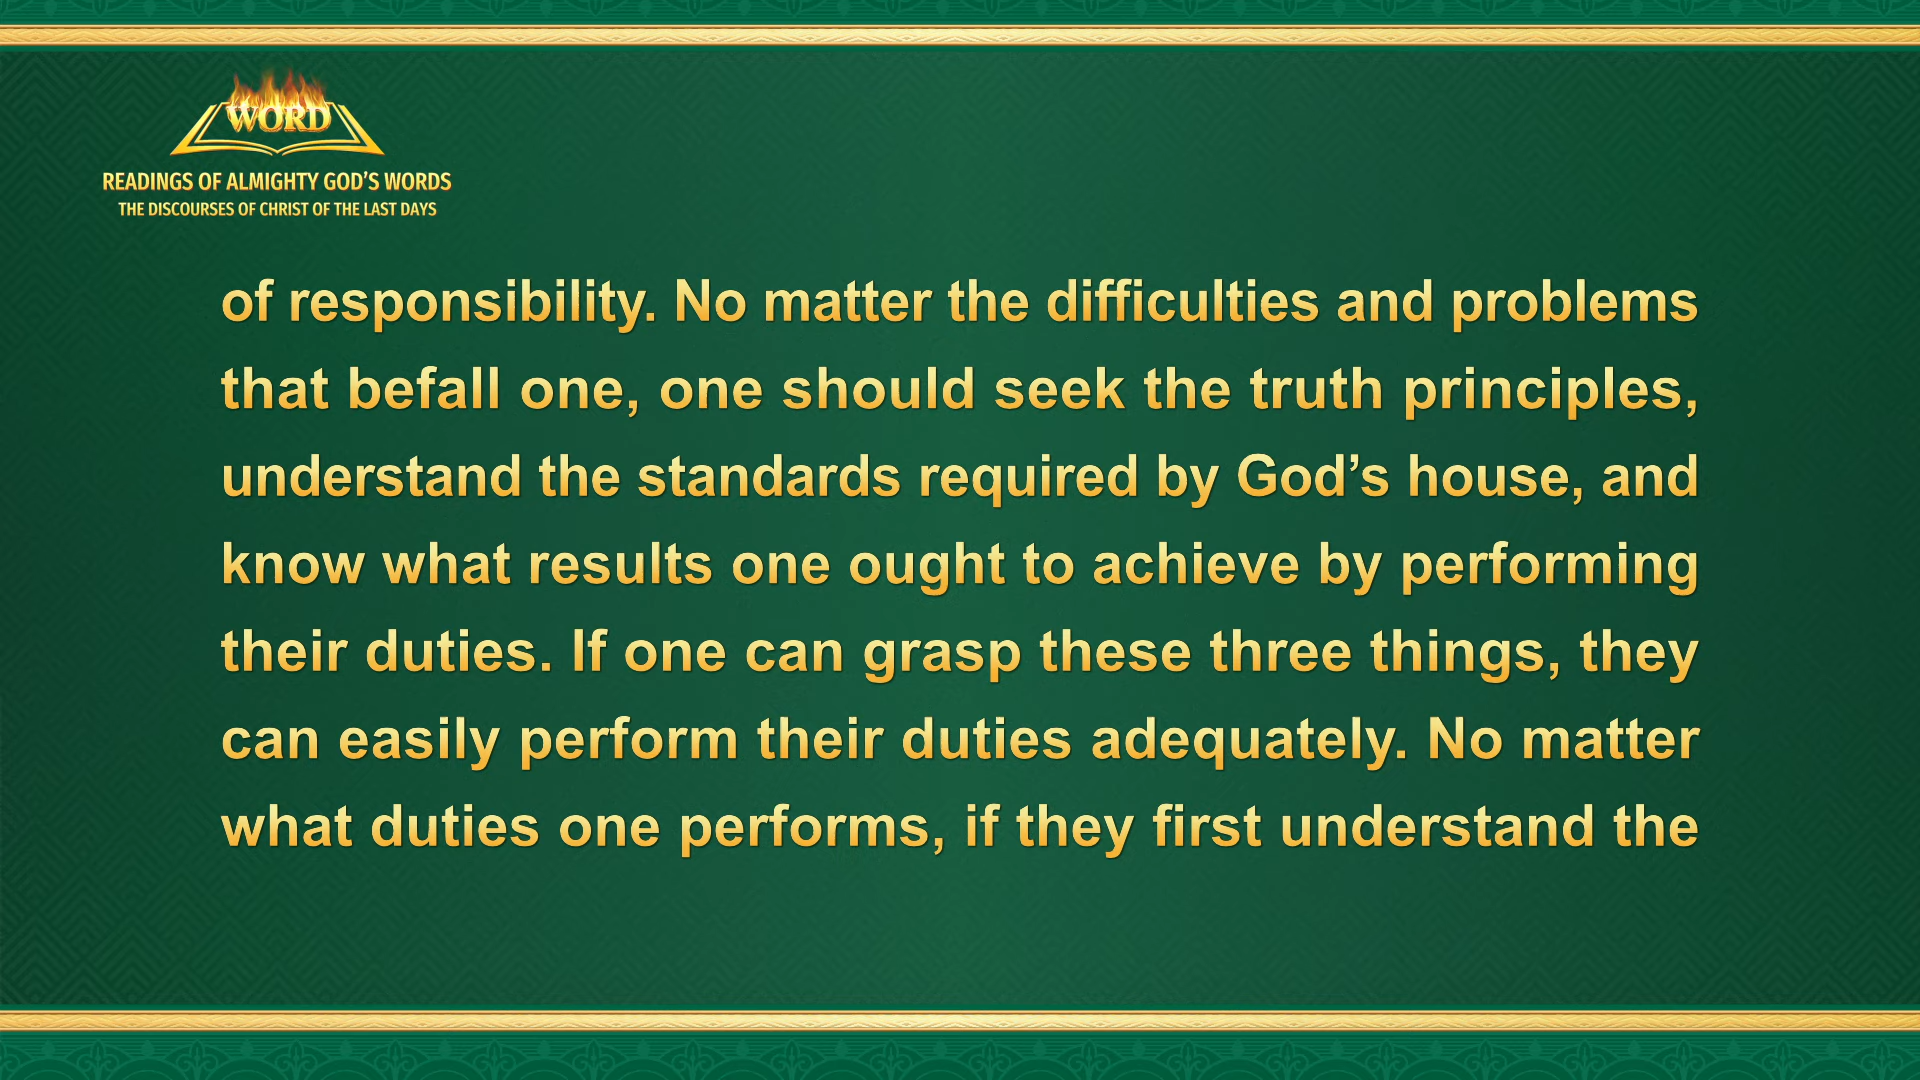 WORD
READINGS OF ALMIGHTY GOD’S WORDS
THE DISCOURSES OF CHRIST OF THE LAST DAYS
of responsibility. No matter the difficulties and problems
that befall one, one should seek the truth principles,
understand the standards required by God’s house, and
know what results one ought to achieve by performing
their duties. If one can grasp these three things, they
can easily perform their duties adequately. No matter
what duties one performs, if they first understand the